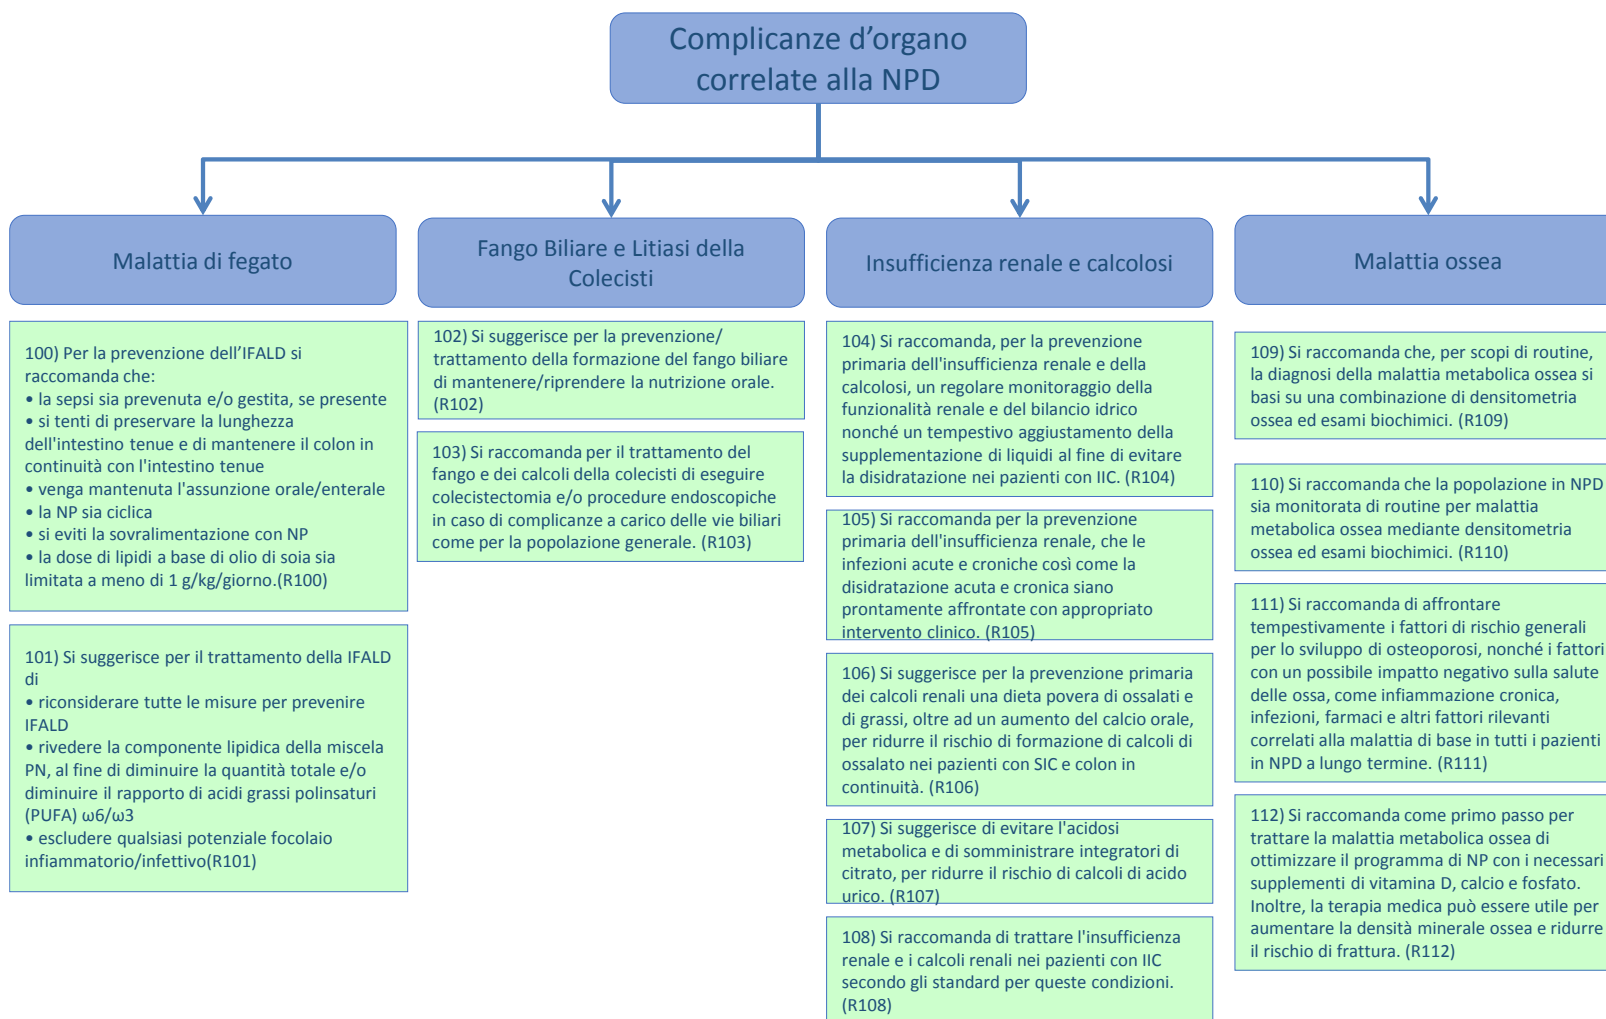 Complicanze d’organo
correlate alla NPD
Malattia di fegato
Fango Biliare e Litiasi della
Colecisti
Insufficienza renale e calcolosi
Malattia ossea
100) Per la prevenzione dell’IFALD si
raccomanda che:
• la sepsi sia prevenuta e/o gestita, se presente
• si tenti di preservare la lunghezza
dell'intestino tenue e di mantenere il colon in
continuità con l'intestino tenue
• venga mantenuta l'assunzione orale/enterale
• la NP sia ciclica
• si eviti la sovralimentazione con NP
• la dose di lipidi a base di olio di soia sia
limitata a meno di 1 g/kg/giorno.(R100)
101) Si suggerisce per il trattamento della IFALD
di
• riconsiderare tutte le misure per prevenire
IFALD
• rivedere la componente lipidica della miscela
PN, al fine di diminuire la quantità totale e/o
diminuire il rapporto di acidi grassi polinsaturi
(PUFA) ω6/ω3
• escludere qualsiasi potenziale focolaio
infiammatorio/infettivo(R101)
102) Si suggerisce per la prevenzione/
trattamento della formazione del fango biliare
di mantenere/riprendere la nutrizione orale.
(R102)
103) Si raccomanda per il trattamento del
fango e dei calcoli della colecisti di eseguire
colecistectomia e/o procedure endoscopiche
in caso di complicanze a carico delle vie biliari
come per la popolazione generale. (R103)
104) Si raccomanda, per la prevenzione
primaria dell'insufficienza renale e della
calcolosi, un regolare monitoraggio della
funzionalità renale e del bilancio idrico
nonché un tempestivo aggiustamento della
supplementazione di liquidi al fine di evitare
la disidratazione nei pazienti con IIC. (R104)
105) Si raccomanda per la prevenzione
primaria dell'insufficienza renale, che le
infezioni acute e croniche così come la
disidratazione acuta e cronica siano
prontamente affrontate con appropriato
intervento clinico. (R105)
106) Si suggerisce per la prevenzione primaria
dei calcoli renali una dieta povera di ossalati e
di grassi, oltre ad un aumento del calcio orale,
per ridurre il rischio di formazione di calcoli di
ossalato nei pazienti con SIC e colon in
continuità. (R106)
107) Si suggerisce di evitare l'acidosi
metabolica e di somministrare integratori di
citrato, per ridurre il rischio di calcoli di acido
urico. (R107)
108) Si raccomanda di trattare l'insufficienza
renale e i calcoli renali nei pazienti con IIC
secondo gli standard per queste condizioni.
(R108)
109) Si raccomanda che, per scopi di routine,
la diagnosi della malattia metabolica ossea si
basi su una combinazione di densitometria
ossea ed esami biochimici. (R109)
110) Si raccomanda che la popolazione in NPD
sia monitorata di routine per malattia
metabolica ossea mediante densitometria
ossea ed esami biochimici. (R110)
111) Si raccomanda di affrontare
tempestivamente i fattori di rischio generali
per lo sviluppo di osteoporosi, nonché i fattori
con un possibile impatto negativo sulla salute
delle ossa, come infiammazione cronica,
infezioni, farmaci e altri fattori rilevanti
correlati alla malattia di base in tutti i pazienti
in NPD a lungo termine. (R111)
112) Si raccomanda come primo passo per
trattare la malattia metabolica ossea di
ottimizzare il programma di NP con i necessari
supplementi di vitamina D, calcio e fosfato.
Inoltre, la terapia medica può essere utile per
aumentare la densità minerale ossea e ridurre
il rischio di frattura. (R112)